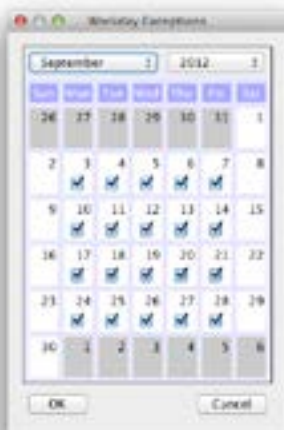 Workday Exceptions
September 2012
Sun Mon Tue Wed Thu Fri Sat
26 27 28 29 30 31 1
2 3 4 5 6 7 8
9 10 11 12 13 14 15
16 17 18 19 20 21 22
23 24 25 26 27 28 29
30 1 2 3 4 5 6
OK Cancel